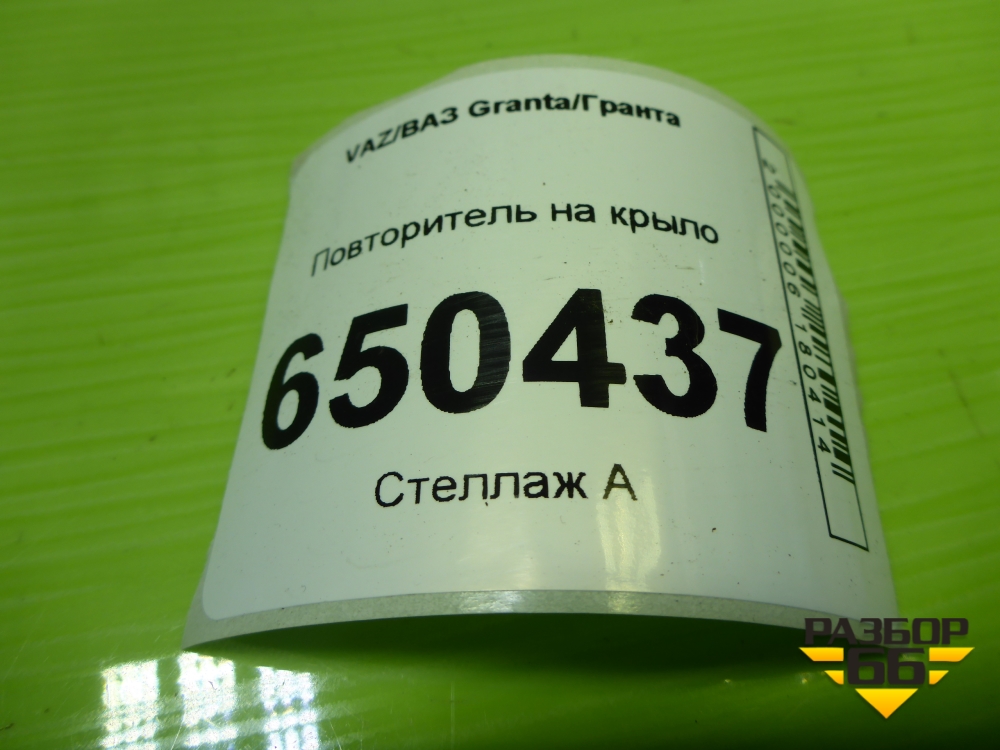 VAZ/ВАЗ Granta/Гранта
Повторитель на крыло
650437
Стеллаж А
2000006180414
РАЗБОР
66